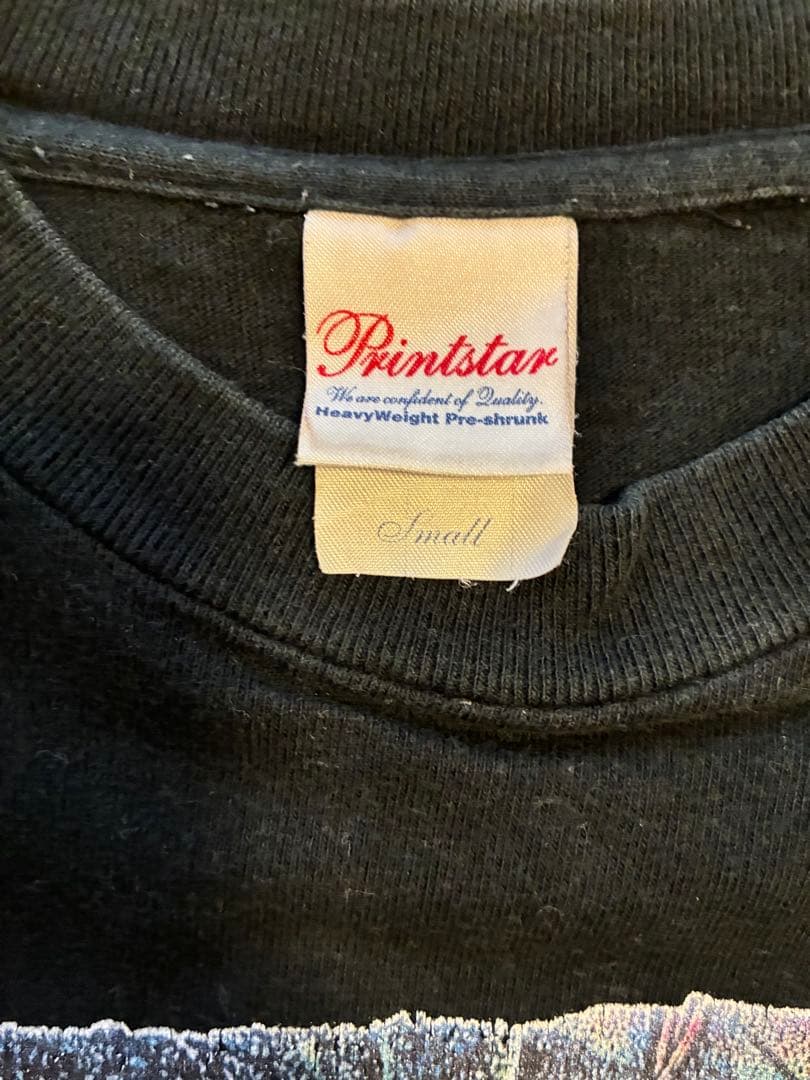 Printstar
We are confident of Quality.
HeavyWeight Pre-shrunk
Small